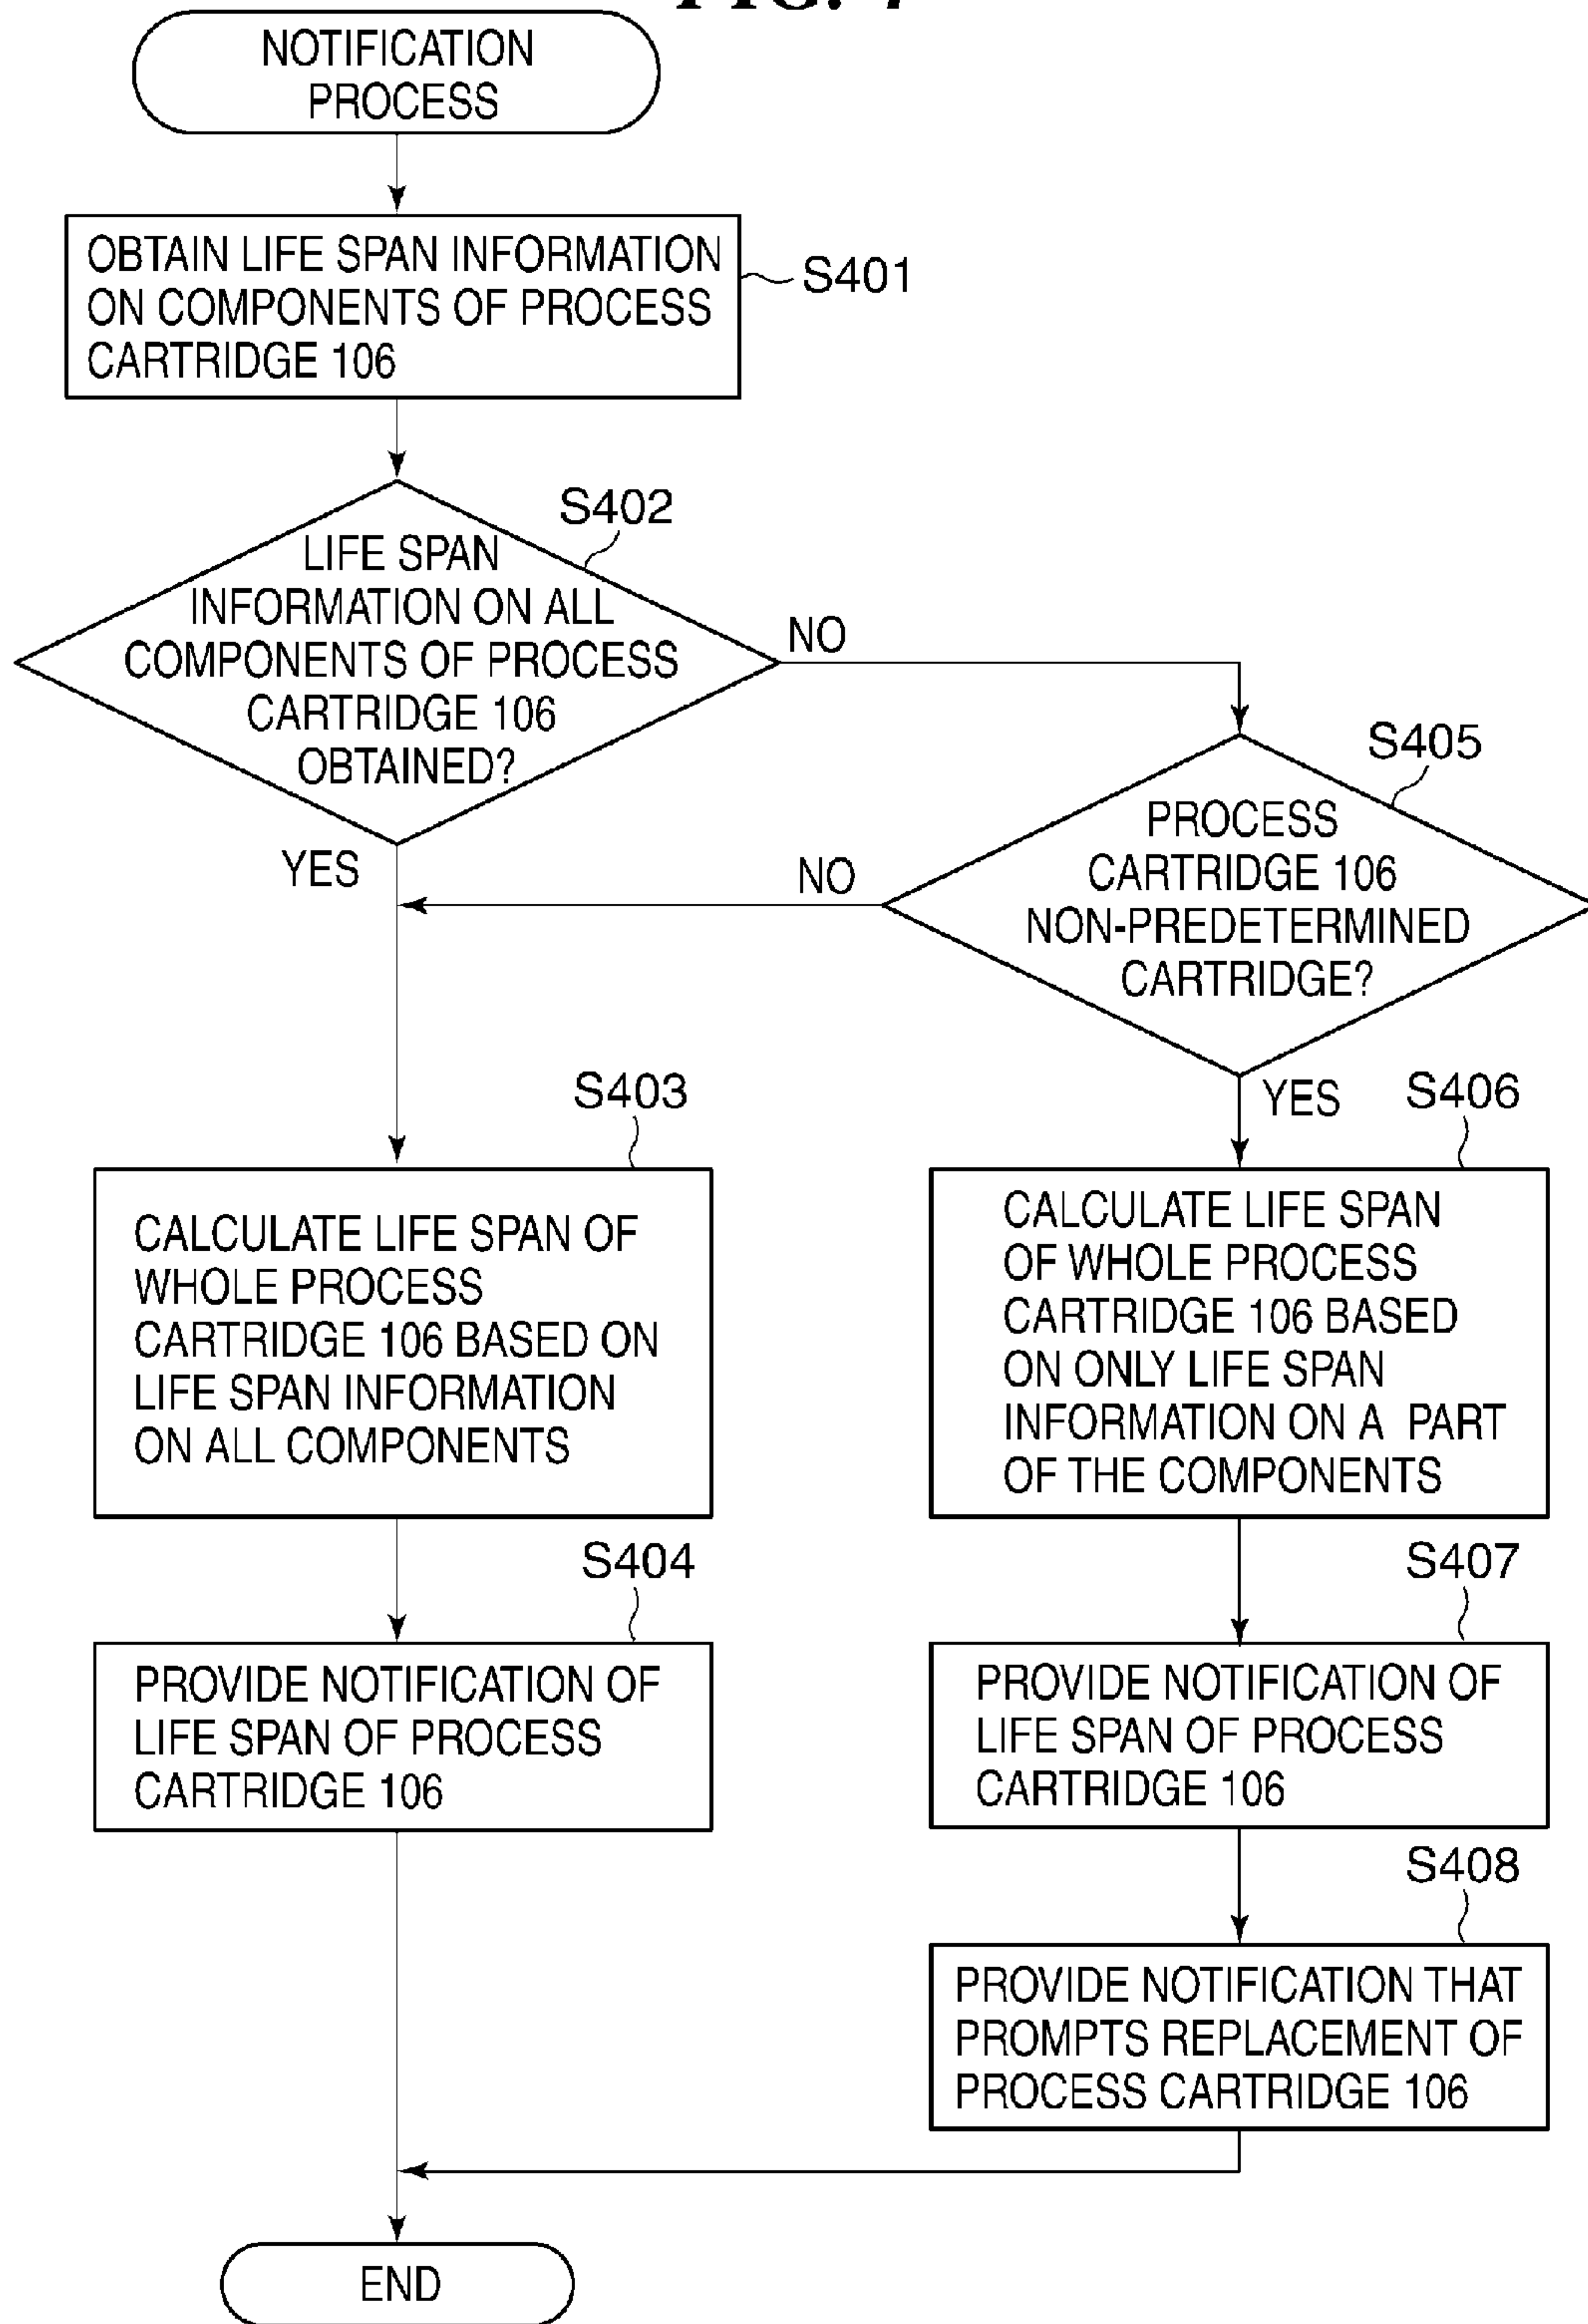 NOTIFICATION
PROCESS
OBTAIN LIFE SPAN INFORMATION
ON COMPONENTS OF PROCESS
CARTRIDGE 106
S401
S402
LIFE SPAN
INFORMATION ON ALL
COMPONENTS OF PROCESS
CARTRIDGE 106
OBTAINED?
NO
YES
S405
PROCESS
CARTRIDGE 106
NON-PREDETERMINED
CARTRIDGE?
NO
YES
S403
CALCULATE LIFE SPAN OF
WHOLE PROCESS
CARTRIDGE 106 BASED ON
LIFE SPAN INFORMATION
ON ALL COMPONENTS
S404
PROVIDE NOTIFICATION OF
LIFE SPAN OF PROCESS
CARTRIDGE 106
S406
CALCULATE LIFE SPAN
OF WHOLE PROCESS
CARTRIDGE 106 BASED
ON ONLY LIFE SPAN
INFORMATION ON A PART
OF THE COMPONENTS
S407
PROVIDE NOTIFICATION OF
LIFE SPAN OF PROCESS
CARTRIDGE 106
S408
PROVIDE NOTIFICATION THAT
PROMPTS REPLACEMENT OF
PROCESS CARTRIDGE 106
END